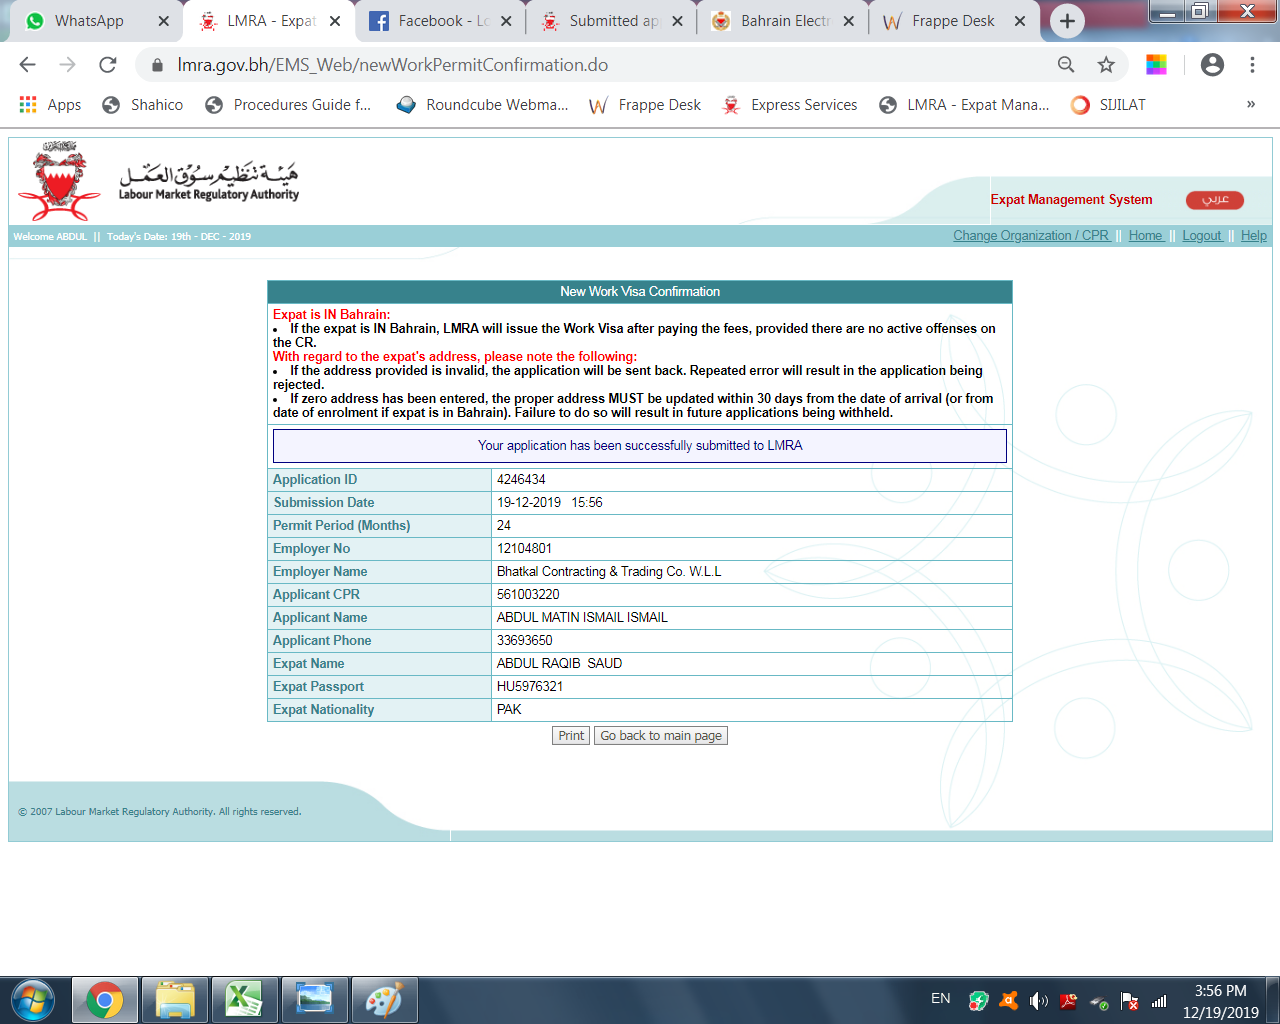 WhatsApp
LMRA - Expat
Facebook - Lo
Submitted ap
Bahrain Electr
Frappe Desk
lmra.gov.bh/EMS_Web/newWorkPermitConfirmation.do
Apps
Shahico
Procedures Guide f...
Roundcube Webma...
Frappe Desk
Express Services
LMRA - Expat Mana...
SIJILAT
»
هيئة تنظيم سوق العمل
Labour Market Regulatory Authority
Expat Management System
عربي
Welcome ABDUL || Today's Date: 19th - DEC - 2019
Change Organization / CPR || Home || Logout || Help
New Work Visa Confirmation
Expat is IN Bahrain:
• If the expat is IN Bahrain, LMRA will issue the Work Visa after paying the fees, provided there are no active offenses on
the CR.
With regard to the expat's address, please note the following:
• If the address provided is invalid, the application will be sent back. Repeated error will result in the application being
rejected.
• If zero address has been entered, the proper address MUST be updated within 30 days from the date of arrival (or from
date of enrolment if expat is in Bahrain). Failure to do so will result in future applications being withheld.
Your application has been successfully submitted to LMRA
Application ID 4246434
Submission Date 19-12-2019 15:56
Permit Period (Months) 24
Employer No 12104801
Employer Name Bhatkal Contracting & Trading Co. W.L.L
Applicant CPR 561003220
Applicant Name ABDUL MATIN ISMAIL ISMAIL
Applicant Phone 33693650
Expat Name ABDUL RAQIB SAUD
Expat Passport HU5976321
Expat Nationality PAK
Print Go back to main page
© 2007 Labour Market Regulatory Authority. All rights reserved.
EN
3:56 PM
12/19/2019